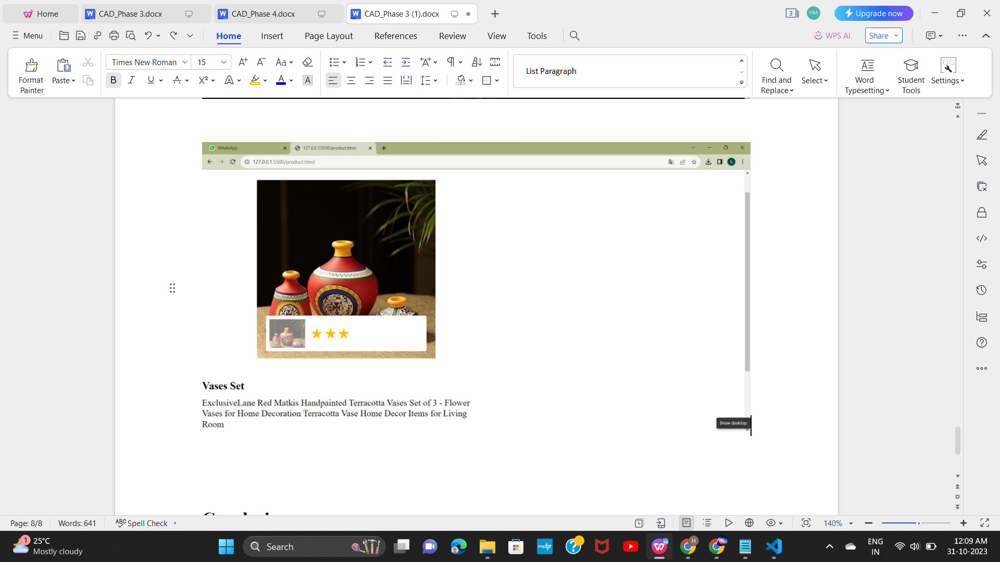 Home
CAD_Phase 3.docx
CAD_Phase 4.docx
CAD_Phase 3 (1).docx
3
HM
Upgrade now
Menu
Home
Insert
Page Layout
References
Review
View
Tools
WPS AI
Share
Format
Painter
Paste
Times New Roman
15
List Paragraph
Find and
Replace
Select
Word
Typesetting
Student
Tools
Settings
WhatsApp
127.0.0.1:5500/product.html
127.0.0.1:5500/product.html
h
Vases Set
ExclusiveLane Red Matkis Handpainted Terracotta Vases Set of 3 - Flower
Vases for Home Decoration Terracotta Vase Home Decor Items for Living
Room
Show desktop
Page: 8/8
Words: 641
Spell Check
140%
1
25°C
Mostly cloudy
Search
myhp
H
ENG
IN
12:09 AM
31-10-2023